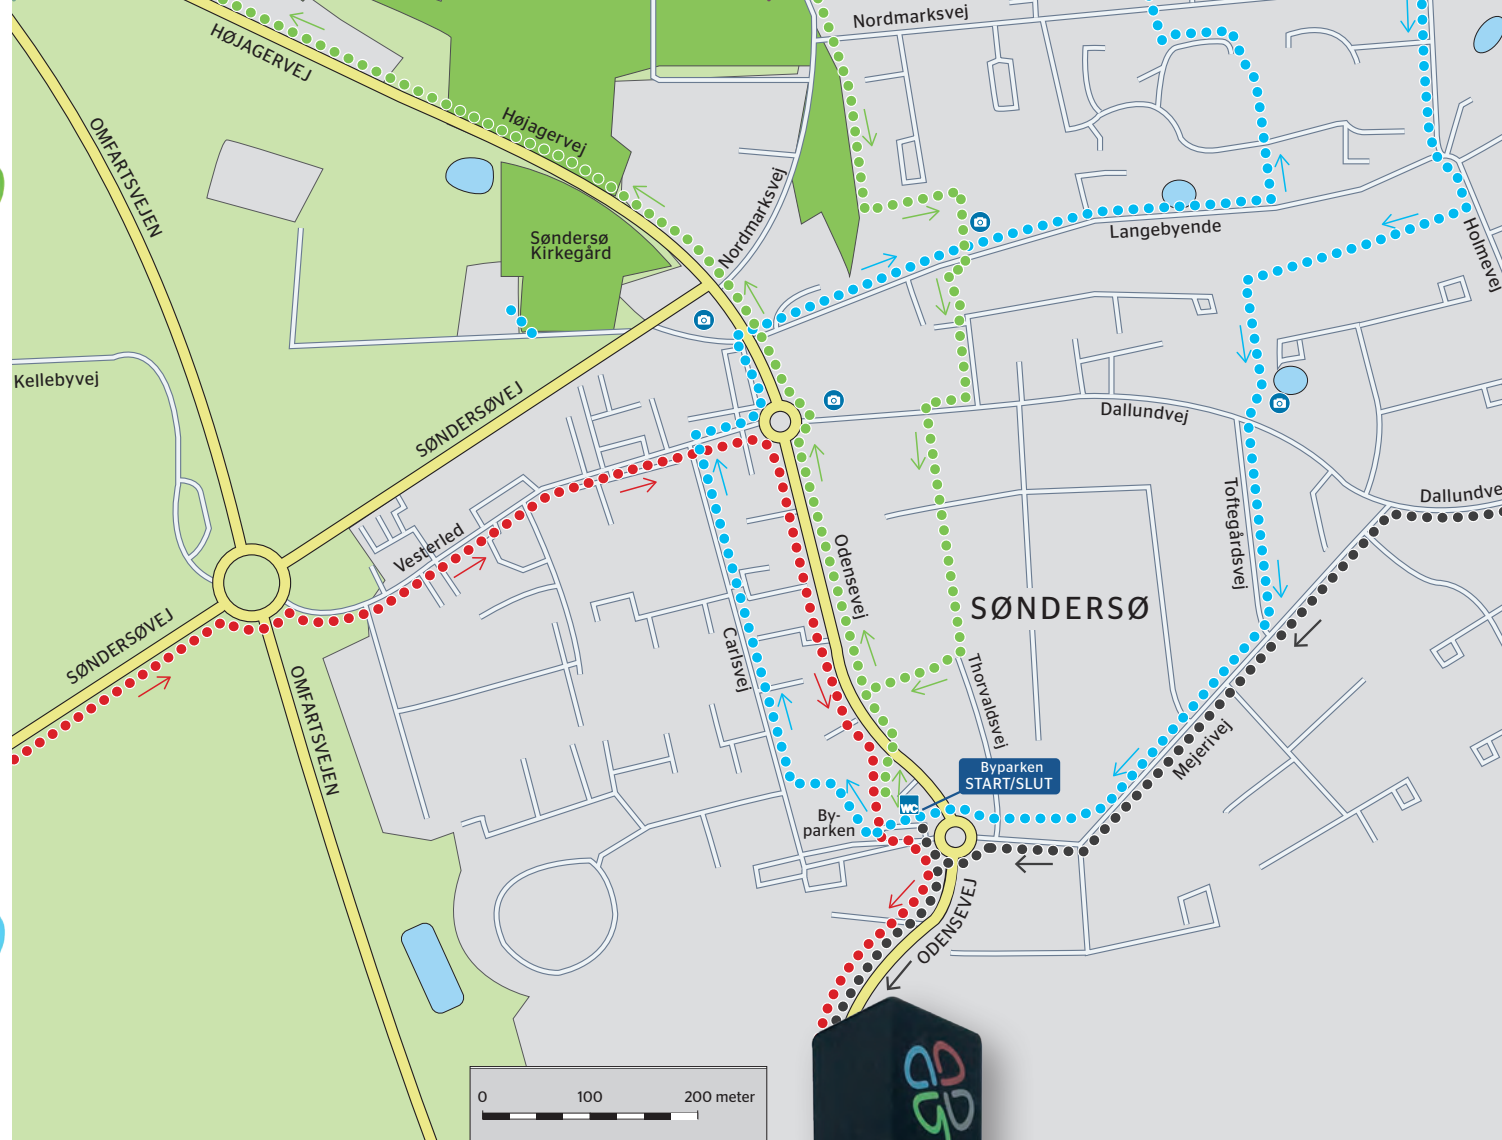 Nordmarksvej
HØJAGERVEJ
Højagervej
OMFARTSVEJEN
Nordmarksvej
Søndersø
Kirkegård
Langebyende
Holmevej
Kellebyvej
SØNDERSØVEJ
Dallundvej
Dallundve
Vesterled
Toftegårdsvej
Odensevej
SØNDERSØ
SØNDERSØVEJ
Carlsvej
Thorvaldsvej
OMFARTSVEJEN
Mejerivej
Byparken
START/SLUT
WC
By-
parken
ODENSEVEJ
0 100 200 meter